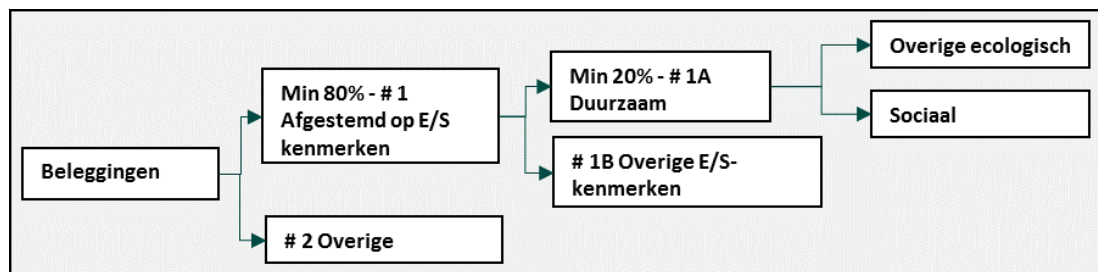 Beleggingen
Min 80% - # 1
Afgestemd op E/S
kenmerken
# 2 Overige
Min 20% - # 1A
Duurzaam
# 1B Overige E/S-
kenmerken
Overige ecologisch
Sociaal